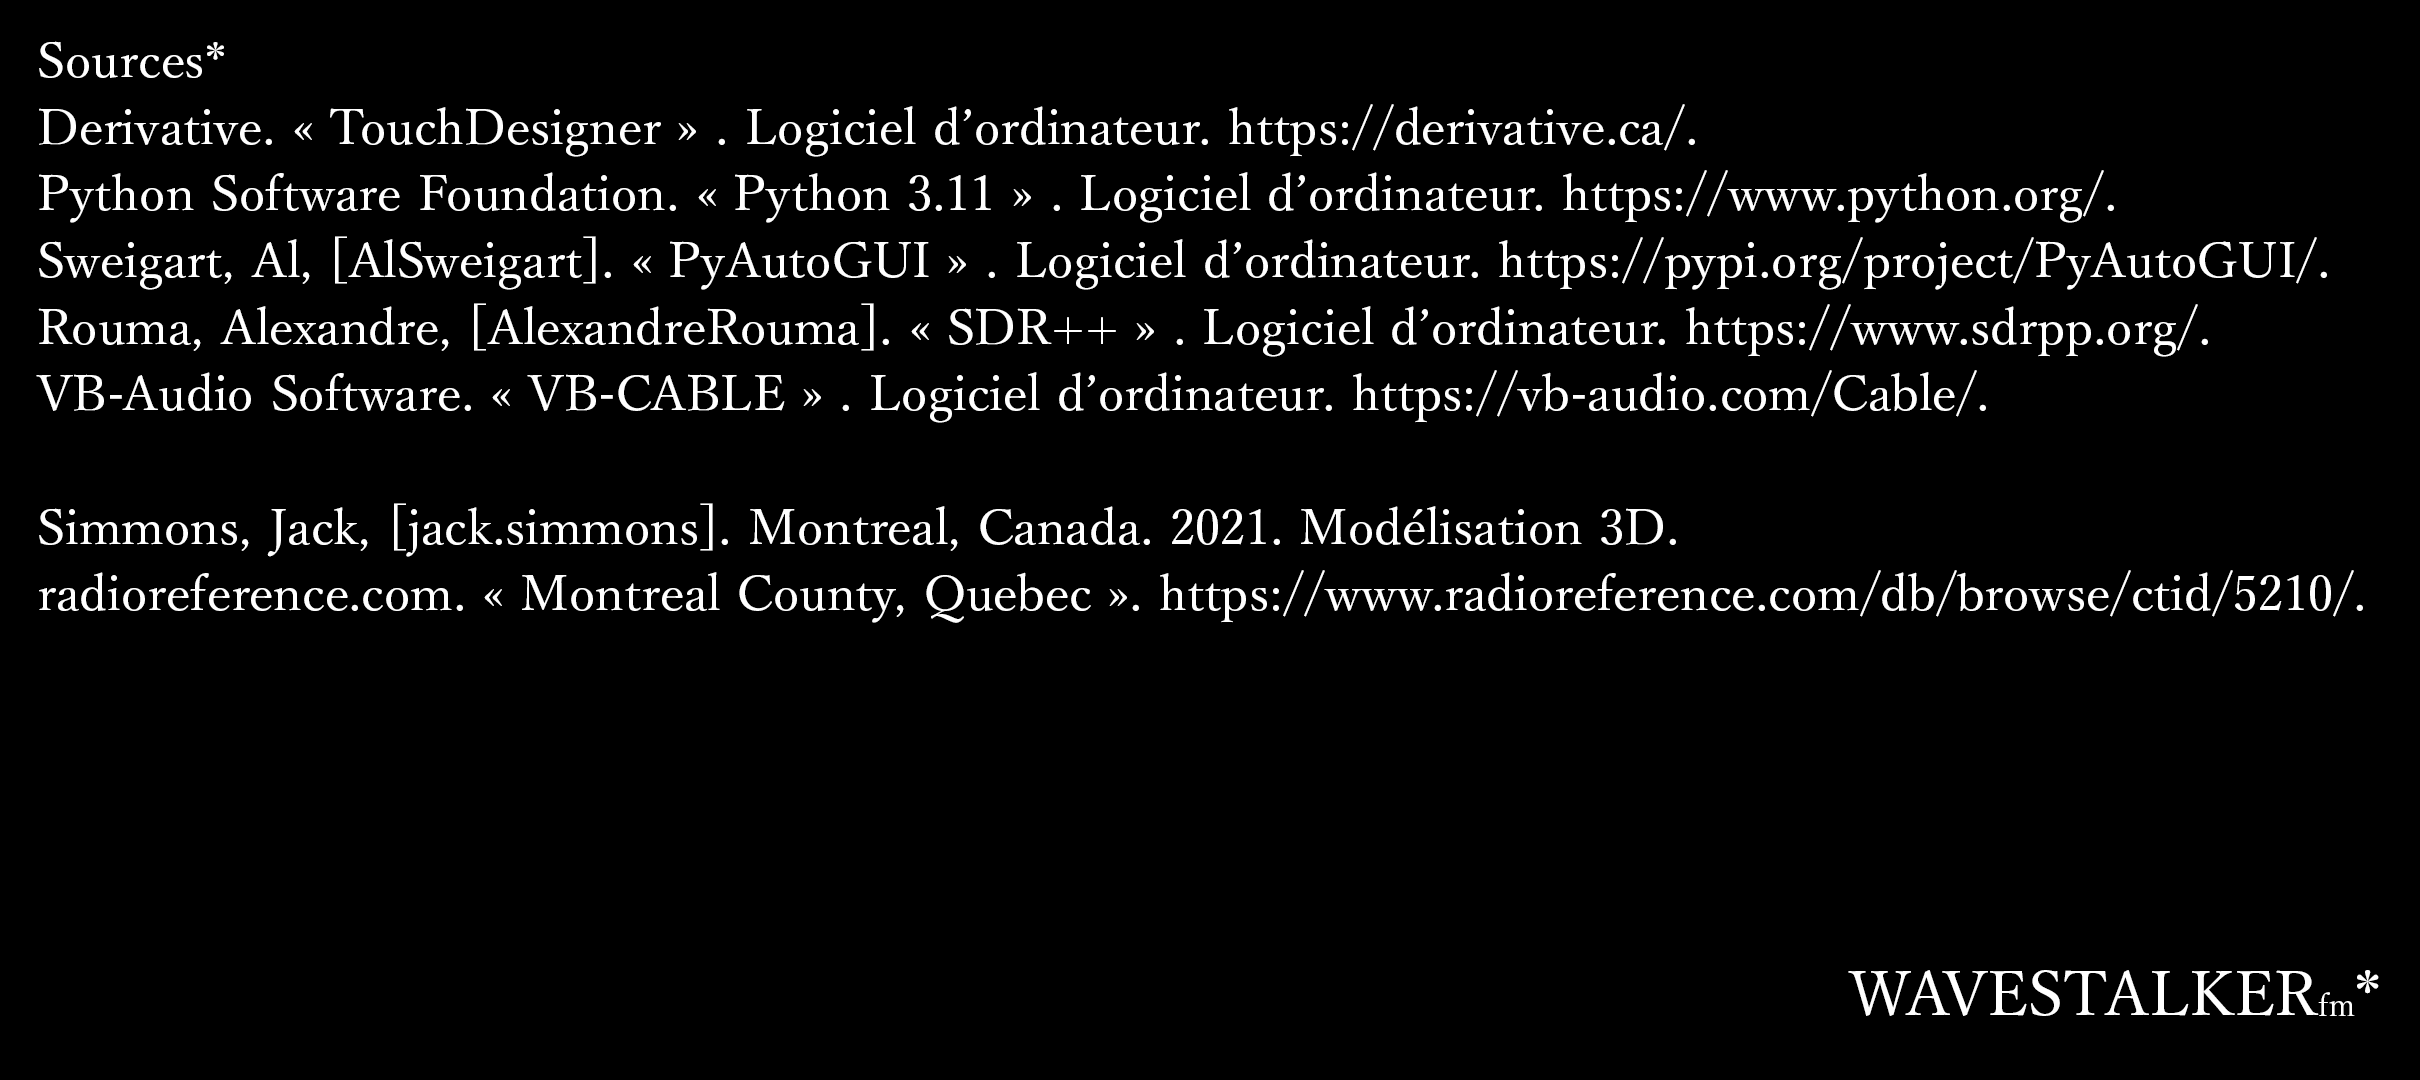 Sources*
Derivative. « TouchDesigner » . Logiciel d’ordinateur. https://derivative.ca/.
Python Software Foundation. « Python 3.11 » . Logiciel d’ordinateur. https://www.python.org/.
Sweigart, Al, [AlSweigart]. « PyAutoGUI » . Logiciel d’ordinateur. https://pypi.org/project/PyAutoGUI/.
Rouma, Alexandre, [AlexandreRouma]. « SDR++ » . Logiciel d’ordinateur. https://www.sdrpp.org/.
VB-Audio Software. « VB-CABLE » . Logiciel d’ordinateur. https://vb-audio.com/Cable/.
Simmons, Jack, [jack.simmons]. Montreal, Canada. 2021. Modélisation 3D.
radioreference.com. « Montreal County, Quebec ». https://www.radioreference.com/db/browse/ctid/5210/.
WAVESTALKERfm*